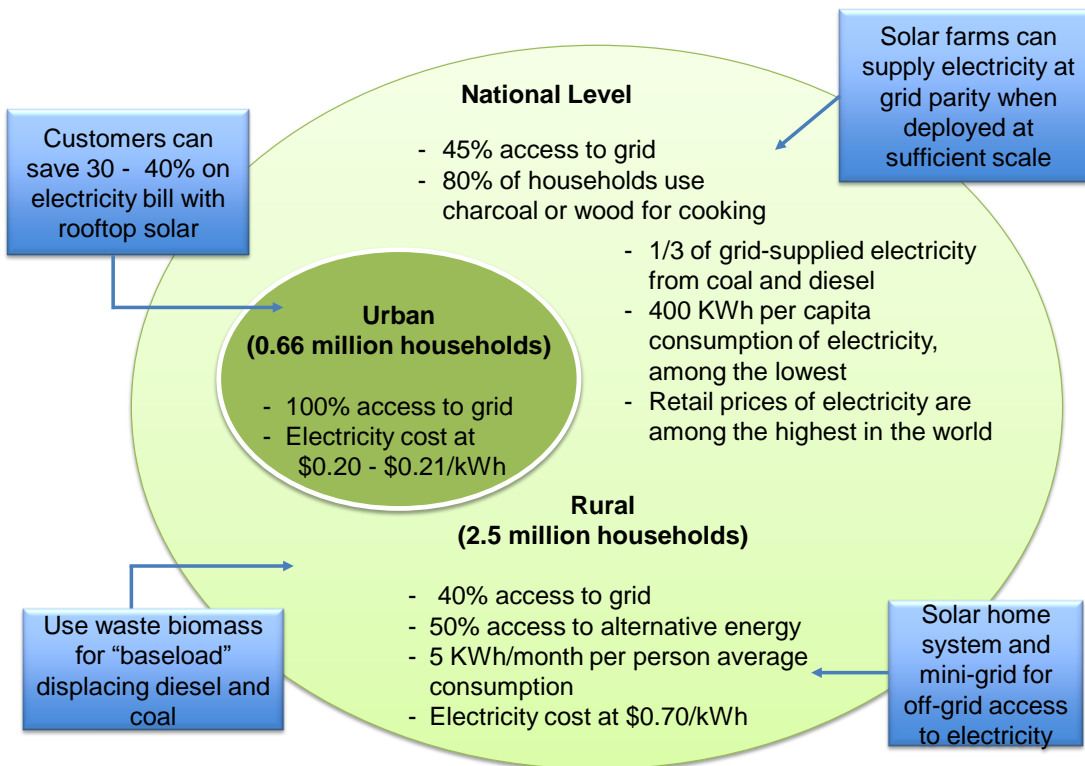 National Level
- 45% access to grid
- 80% of households use
charcoal or wood for cooking
- 1/3 of grid-supplied electricity
from coal and diesel
- 400 KWh per capita
consumption of electricity,
among the lowest
- Retail prices of electricity are
among the highest in the world
Solar farms can
supply electricity at
grid parity when
deployed at
sufficient scale
Customers can
save 30 - 40% on
electricity bill with
rooftop solar
Urban
(0.66 million households)
- 100% access to grid
- Electricity cost at
$0.20 - $0.21/kWh
Rural
(2.5 million households)
- 40% access to grid
- 50% access to alternative energy
- 5 KWh/month per person average
consumption
- Electricity cost at $0.70/kWh
Use waste biomass
for “baseload”
displacing diesel and
coal
Solar home
system and
mini-grid for
off-grid access
to electricity